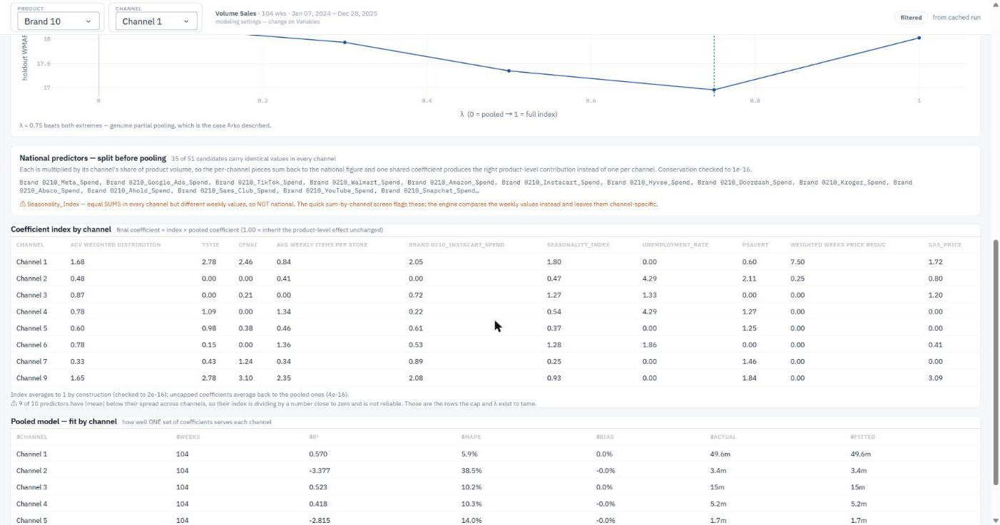 PRODUCT
Brand 10
CHANNEL
Channel 1
Volume Sales · 104 wks · Jan 07, 2024 – Dec 28, 2025
modeling settings — change on Variables
filtered
from cached run
holdout WMAP
18
17.5
17
0
0.2
0.4
0.6
0.8
1
λ (0 = pooled → 1 = full index)
λ = 0.75 beats both extremes — genuine partial pooling, which is the case Arko described.
National predictors — split before pooling 35 of 51 candidates carry identical values in every channel
Each is multiplied by its channel's share of product volume, so the per-channel pieces sum back to the national figure and one shared coefficient produces the right product-level contribution instead of one per channel. Conservation checked to 1e-16.
Brand 0210_Meta_Spend, Brand 0210_Google_Ads_Spend, Brand 0210_TikTok_Spend, Brand 0210_Walmart_Spend, Brand 0210_Amazon_Spend, Brand 0210_Instacart_Spend, Brand 0210_Hyvee_Spend, Brand 0210_Doordash_Spend, Brand 0210_Kroger_Spend, Brand
0210_Absco_Spend, Brand 0210_Ahold_Spend, Brand 0210_Sams_Club_Spend, Brand 0210_YouTube_Spend, Brand 0210_Snapchat_Spend…
⚠ Seasonality_Index — equal SUMS in every channel but different weekly values, so NOT national. The quick sum-by-channel screen flags these; the engine compares the weekly values instead and leaves them channel-specific.
Coefficient index by channel final coefficient = index × pooled coefficient (1.00 = inherit the product-level effect unchanged)
CHANNEL ACV WEIGHTED DISTRIBUTION TSYIE CFNAI AVG WEEKLY ITEMS PER STORE BRAND 0210_INSTACART_SPEND SEASONALITY_INDEX UNEMPLOYMENT_RATE PSAVERT WEIGHTED WEEKS PRICE REDUC GAS_PRICE
Channel 1 1.68 2.78 2.46 0.84 2.05 1.80 0.00 0.60 7.50 1.72
Channel 2 0.48 0.00 0.00 0.41 0.00 0.47 4.29 2.11 0.25 0.80
Channel 3 0.87 0.00 0.21 0.00 0.72 1.27 1.33 0.00 0.00 1.20
Channel 4 0.78 1.09 0.00 1.34 0.22 0.54 4.29 1.27 0.00 0.00
Channel 5 0.60 0.98 0.38 0.46 0.61 0.37 0.00 1.25 0.00 0.00
Channel 6 0.78 0.15 0.00 1.36 0.53 1.28 1.86 0.00 0.00 0.41
Channel 7 0.33 0.43 1.24 0.34 0.89 0.25 0.00 1.46 0.00 0.00
Channel 9 1.65 2.78 3.10 2.35 2.08 0.93 0.00 1.84 0.00 3.09
Index averages to 1 by construction (checked to 2e-16); uncapped coefficients average back to the pooled ones (4e-16).
⚠ 9 of 10 predictors have |mean| below their spread across channels, so their index is dividing by a number close to zero and is not reliable. Those are the rows the cap and λ exist to tame.
Pooled model — fit by channel how well ONE set of coefficients serves each channel
⇕CHANNEL ⇕WEEKS ⇕R² ⇕MAPE ⇕BIAS ⇕ACTUAL ⇕FITTED
Channel 1 104 0.570 5.9% 0.0% 49.6m 49.6m
Channel 2 104 -3.377 38.5% -0.0% 3.4m 3.4m
Channel 3 104 0.523 10.2% 0.0% 15m 15m
Channel 4 104 0.418 10.3% -0.0% 5.2m 5.2m
Channel 5 104 -2.815 14.0% -0.0% 1.7m 1.7m